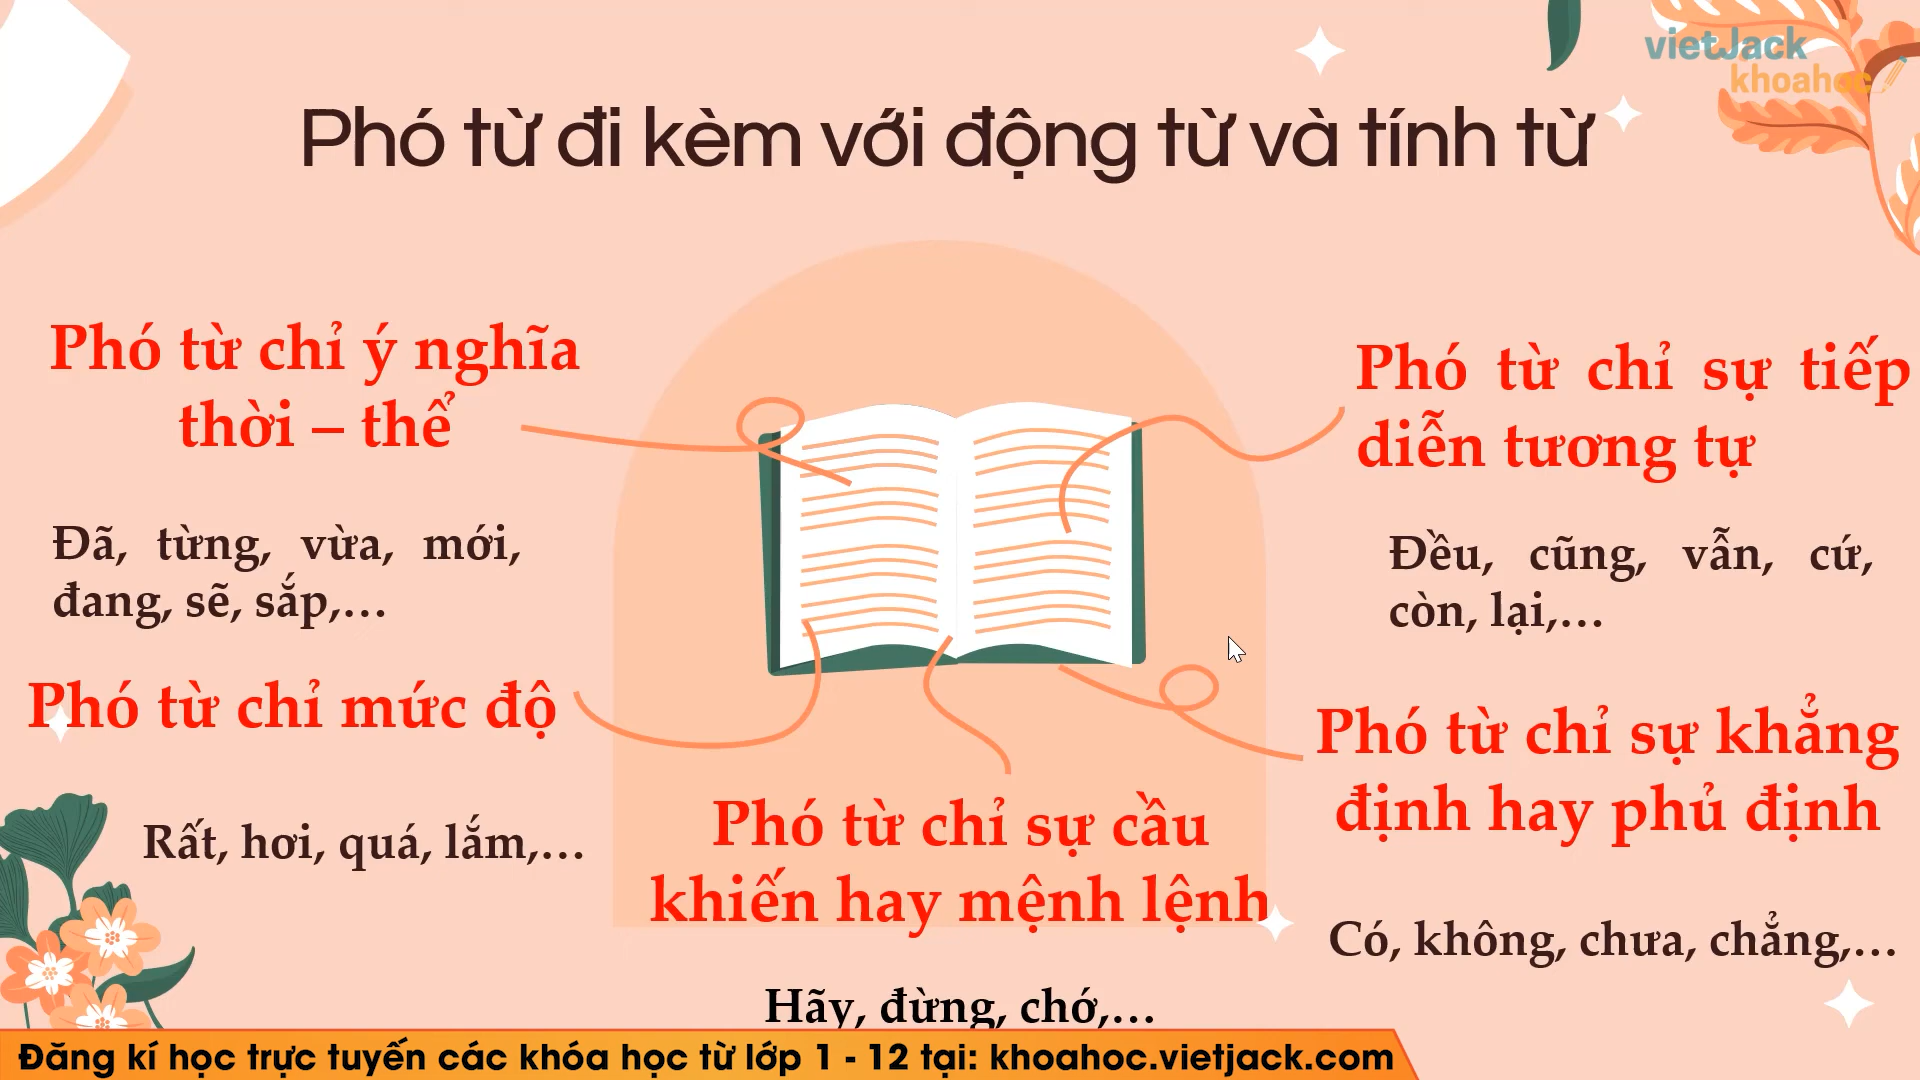 vietJack
khoahoc
Phó từ đi kèm với động từ và tính từ
Phó từ chỉ ý nghĩa
thời – thể
Đã, từng, vừa, mới,
đang, sẽ, sắp,...
Phó từ chỉ sự tiếp
diễn tương tự
Đều, cũng, vẫn, cứ,
còn, lại,...
Phó từ chỉ mức độ
Rất, hơi, quá, lắm,...
Phó từ chỉ sự cầu
khiến hay mệnh lệnh
Hãy, đừng, chớ,...
Phó từ chỉ sự khẳng
định hay phủ định
Có, không, chưa, chẳng,...
Đăng kí học trực tuyến các khóa học từ lớp 1 - 12 tại: khoahoc.vietjack.com